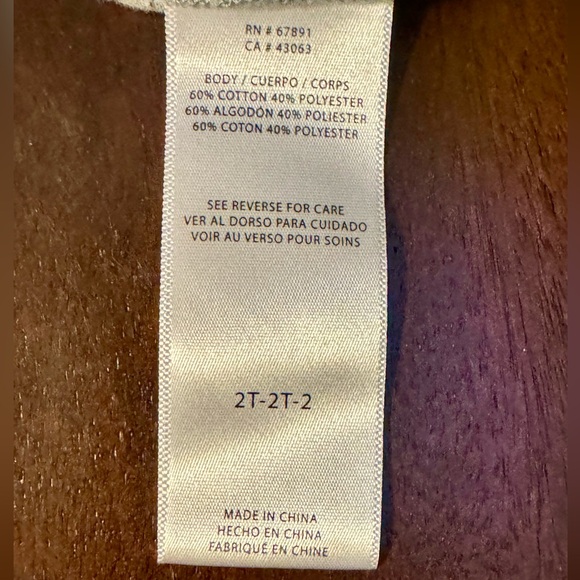 RN # 67891
CA # 43063
BODY / CUERPO / CORPS
60% COTTON 40% POLYESTER
60% ALGODÓN 40% POLIESTER
60% COTON 40% POLYESTER
SEE REVERSE FOR CARE
VER AL DORSO PARA CUIDADO
VOIR AU VERSO POUR SOINS
2T-2T-2
MADE IN CHINA
HECHO EN CHINA
FABRIQUÉ EN CHINE